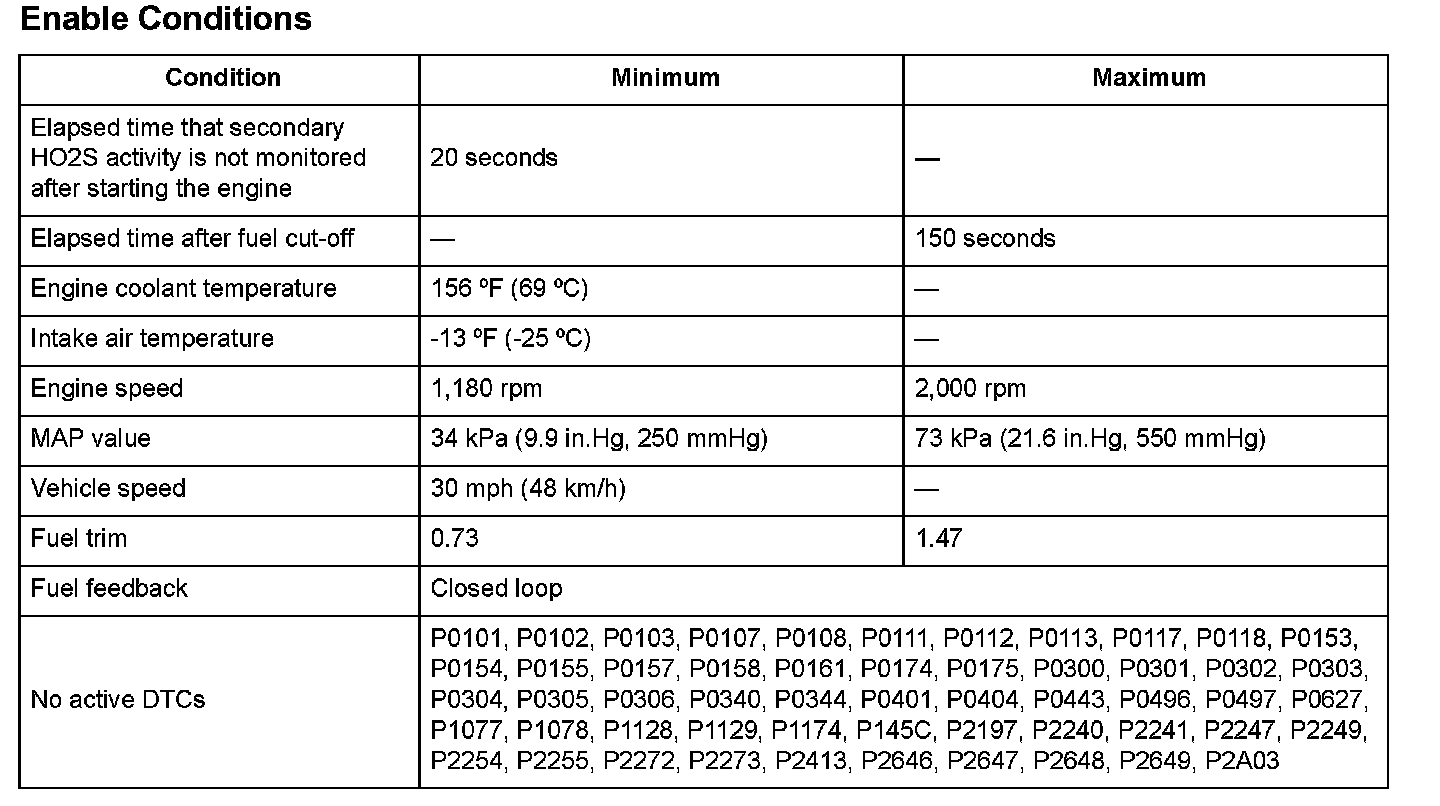 Enable Conditions
Condition Minimum Maximum
Elapsed time that secondary
HO2S activity is not monitored
after starting the engine
20 seconds —
Elapsed time after fuel cut-off — 150 seconds
Engine coolant temperature 156 ºF (69 ºC) —
Intake air temperature -13 ºF (-25 ºC) —
Engine speed 1,180 rpm 2,000 rpm
MAP value 34 kPa (9.9 in.Hg, 250 mmHg) 73 kPa (21.6 in.Hg, 550 mmHg)
Vehicle speed 30 mph (48 km/h) —
Fuel trim 0.73 1.47
Fuel feedback Closed loop
No active DTCs
P0101, P0102, P0103, P0107, P0108, P0111, P0112, P0113, P0117, P0118, P0153,
P0154, P0155, P0157, P0158, P0161, P0174, P0175, P0300, P0301, P0302, P0303,
P0304, P0305, P0306, P0340, P0344, P0401, P0404, P0443, P0496, P0497, P0627,
P1077, P1078, P1128, P1129, P1174, P145C, P2197, P2240, P2241, P2247, P2249,
P2254, P2255, P2272, P2273, P2413, P2646, P2647, P2648, P2649, P2A03